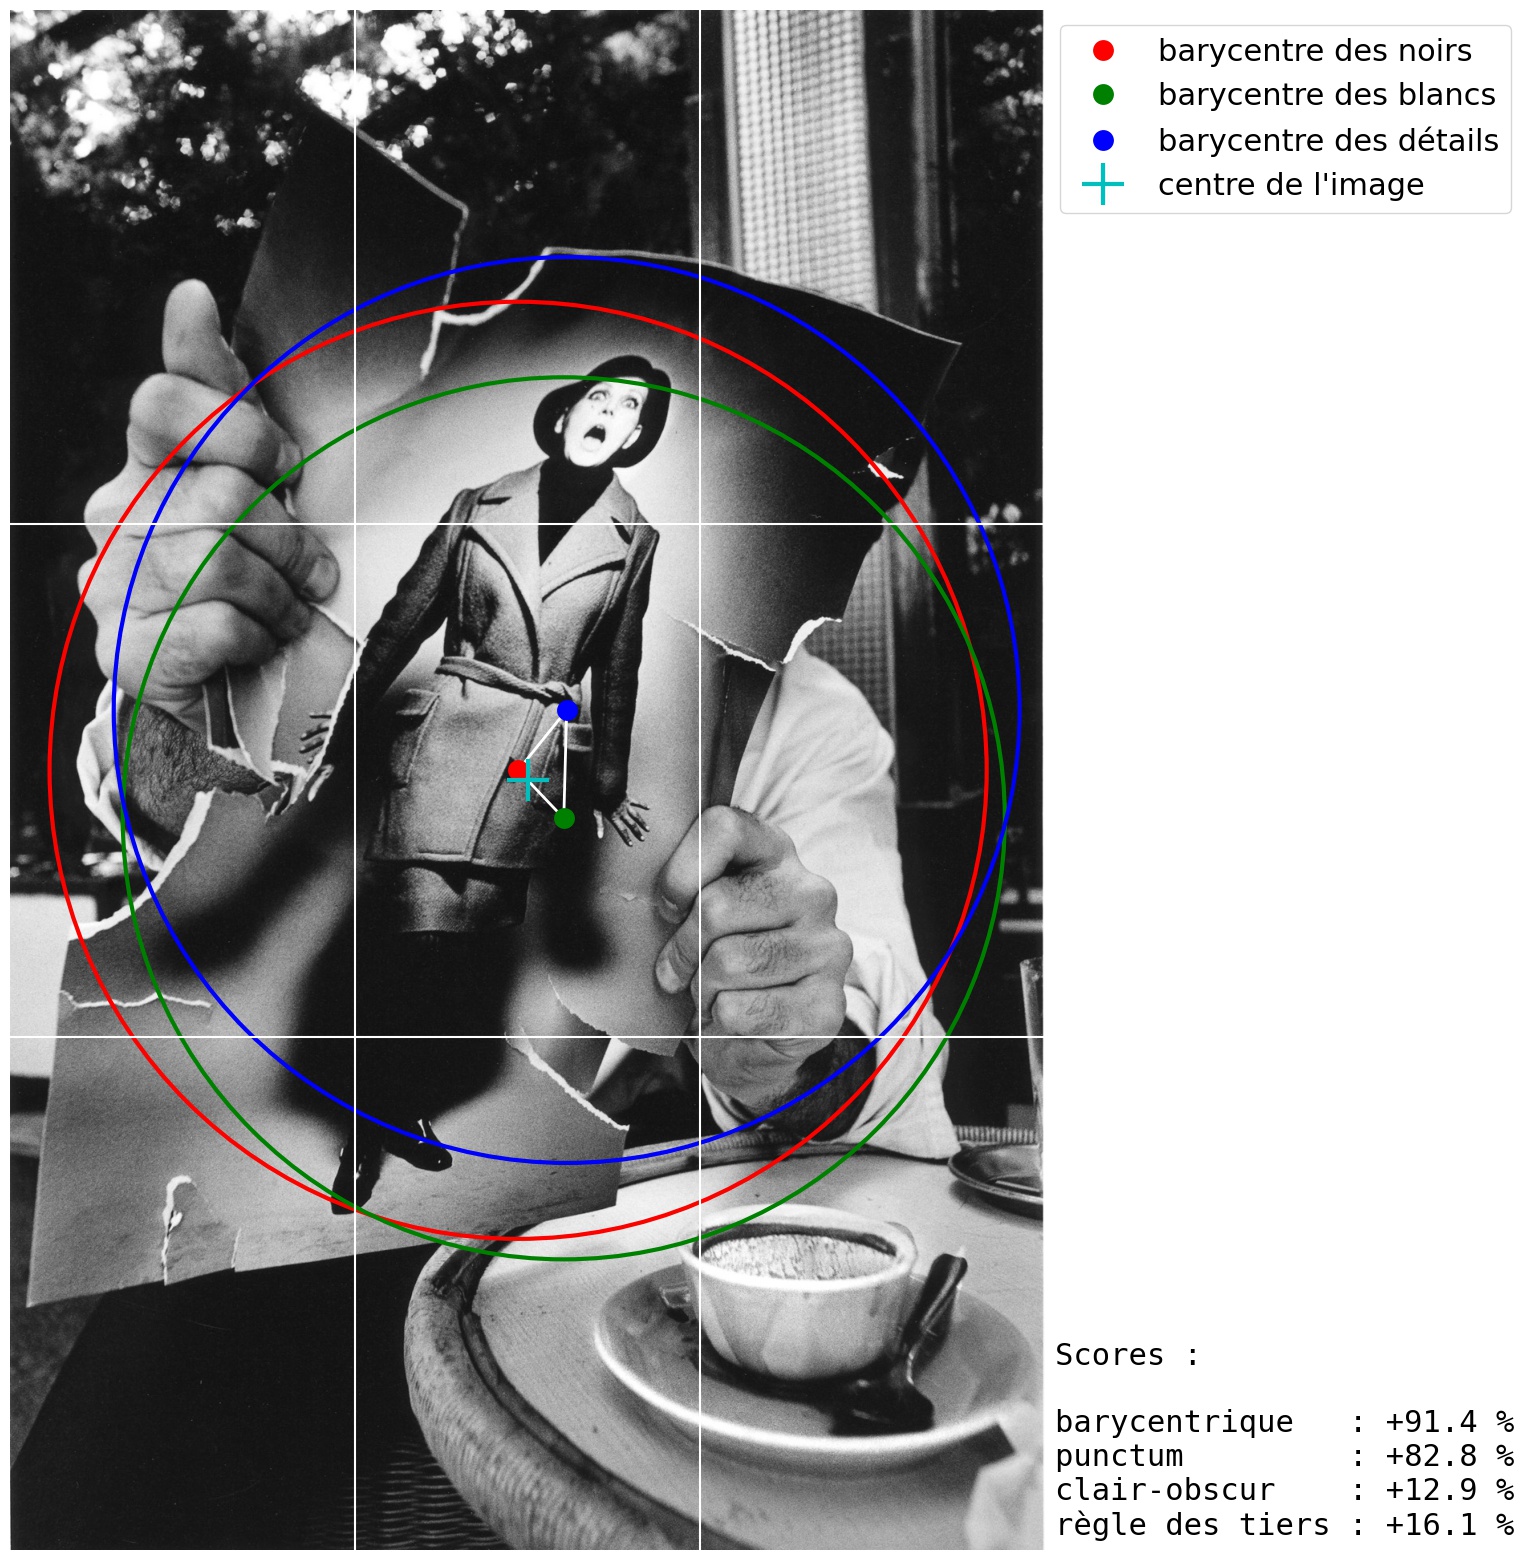 barycentre des noirs
barycentre des blancs
barycentre des détails
centre de l'image
Scores :
barycentrique : +91.4 %
punctum : +82.8 %
clair-obscur : +12.9 %
règle des tiers : +16.1 %